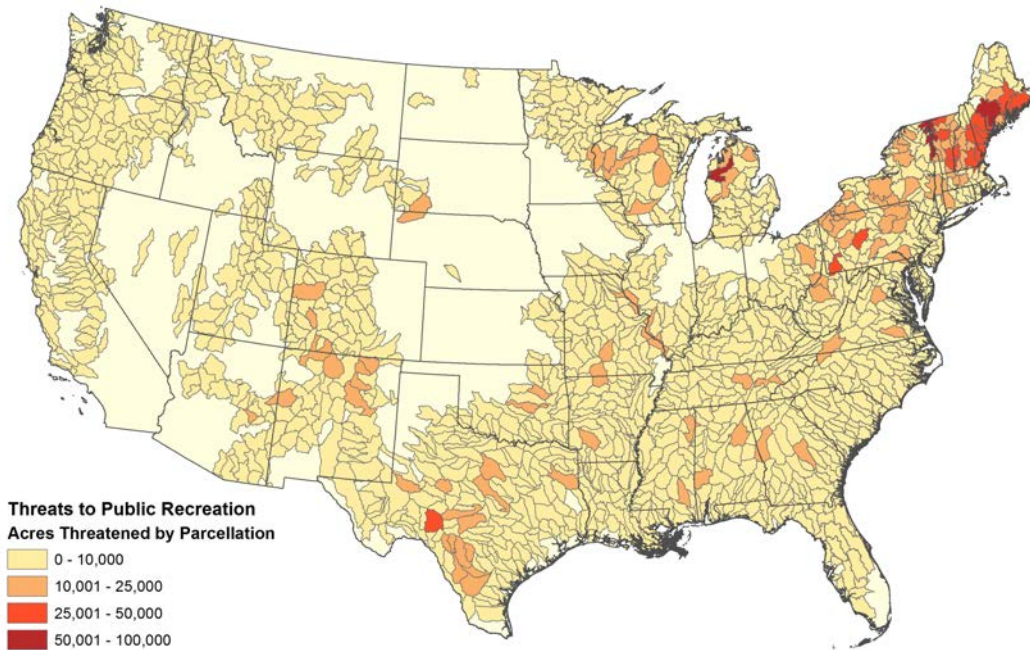 Threats to Public Recreation
Acres Threatened by Parcellation
0 - 10,000
10,001 - 25,000
25,001 - 50,000
50,001 - 100,000